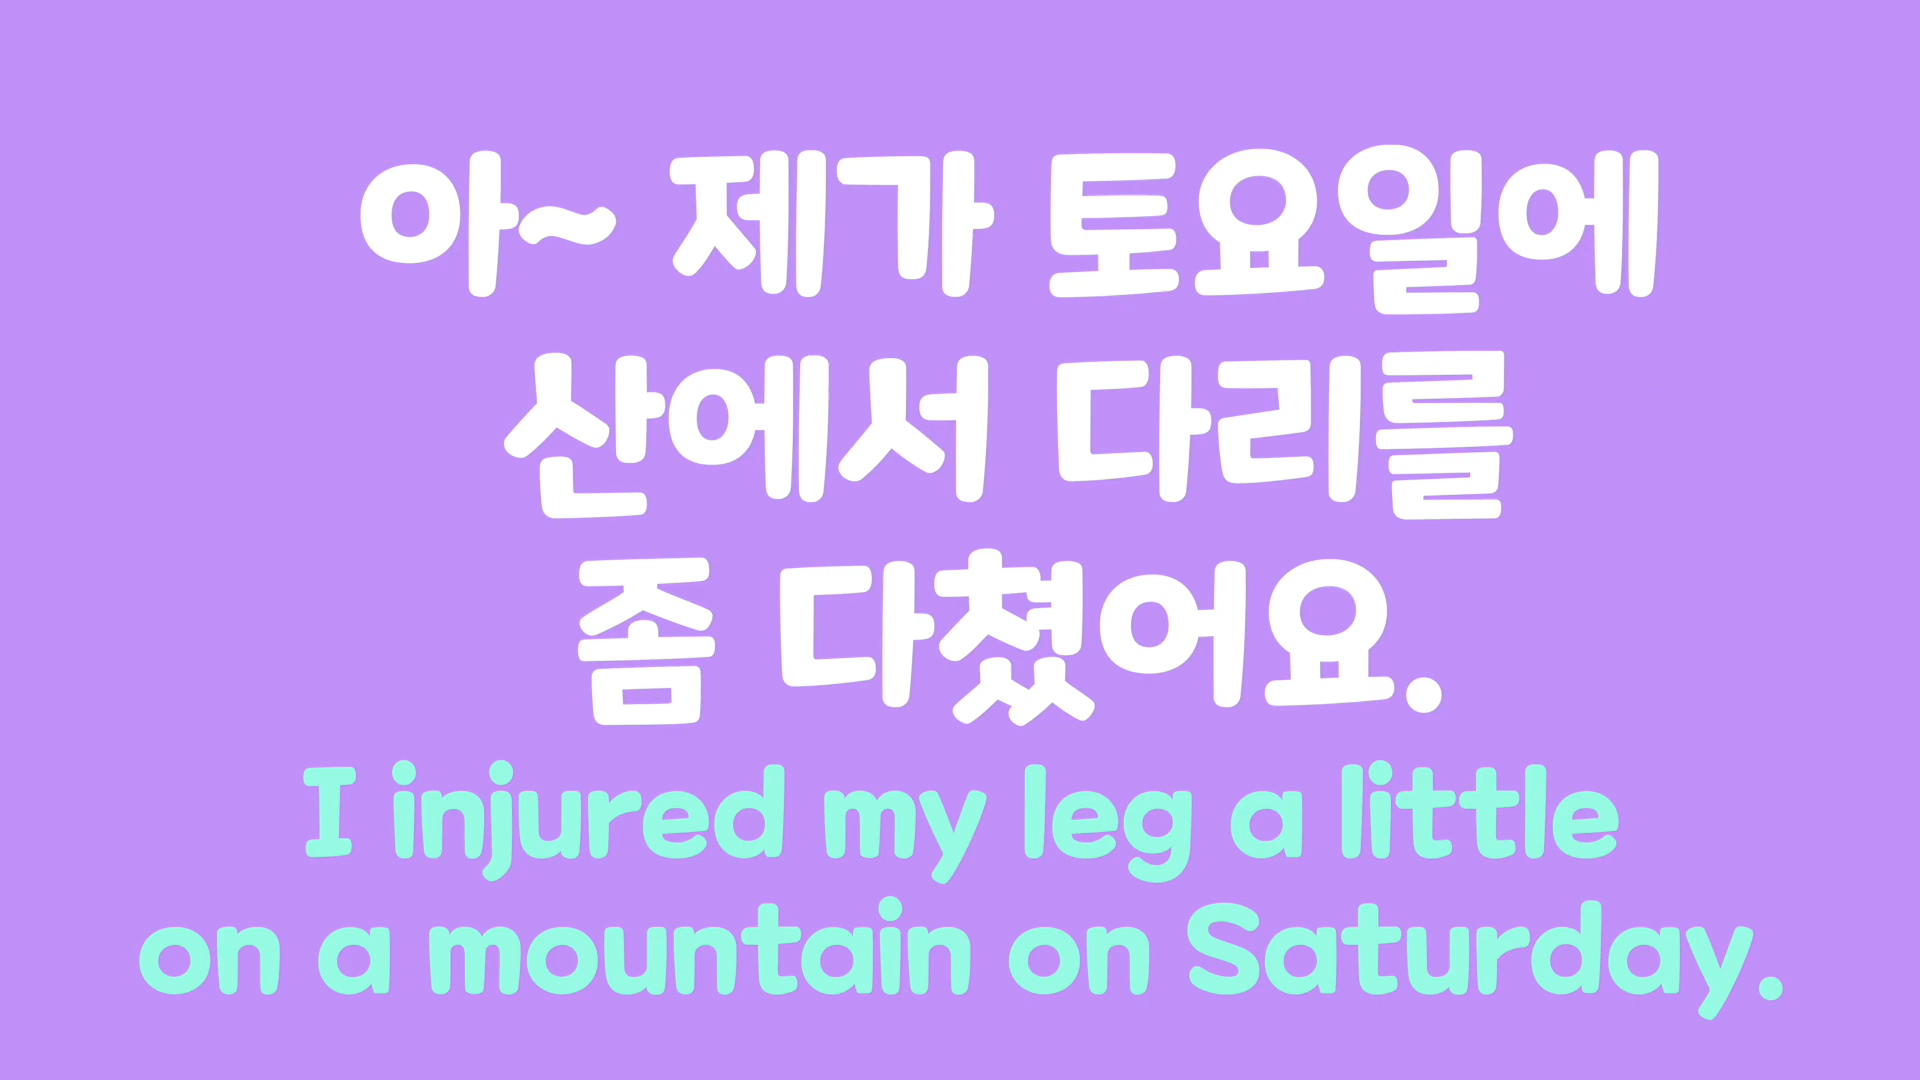 아~ 제가 토요일에
산에서 다리를
좀 다쳤어요.
I injured my leg a little
on a mountain on Saturday.